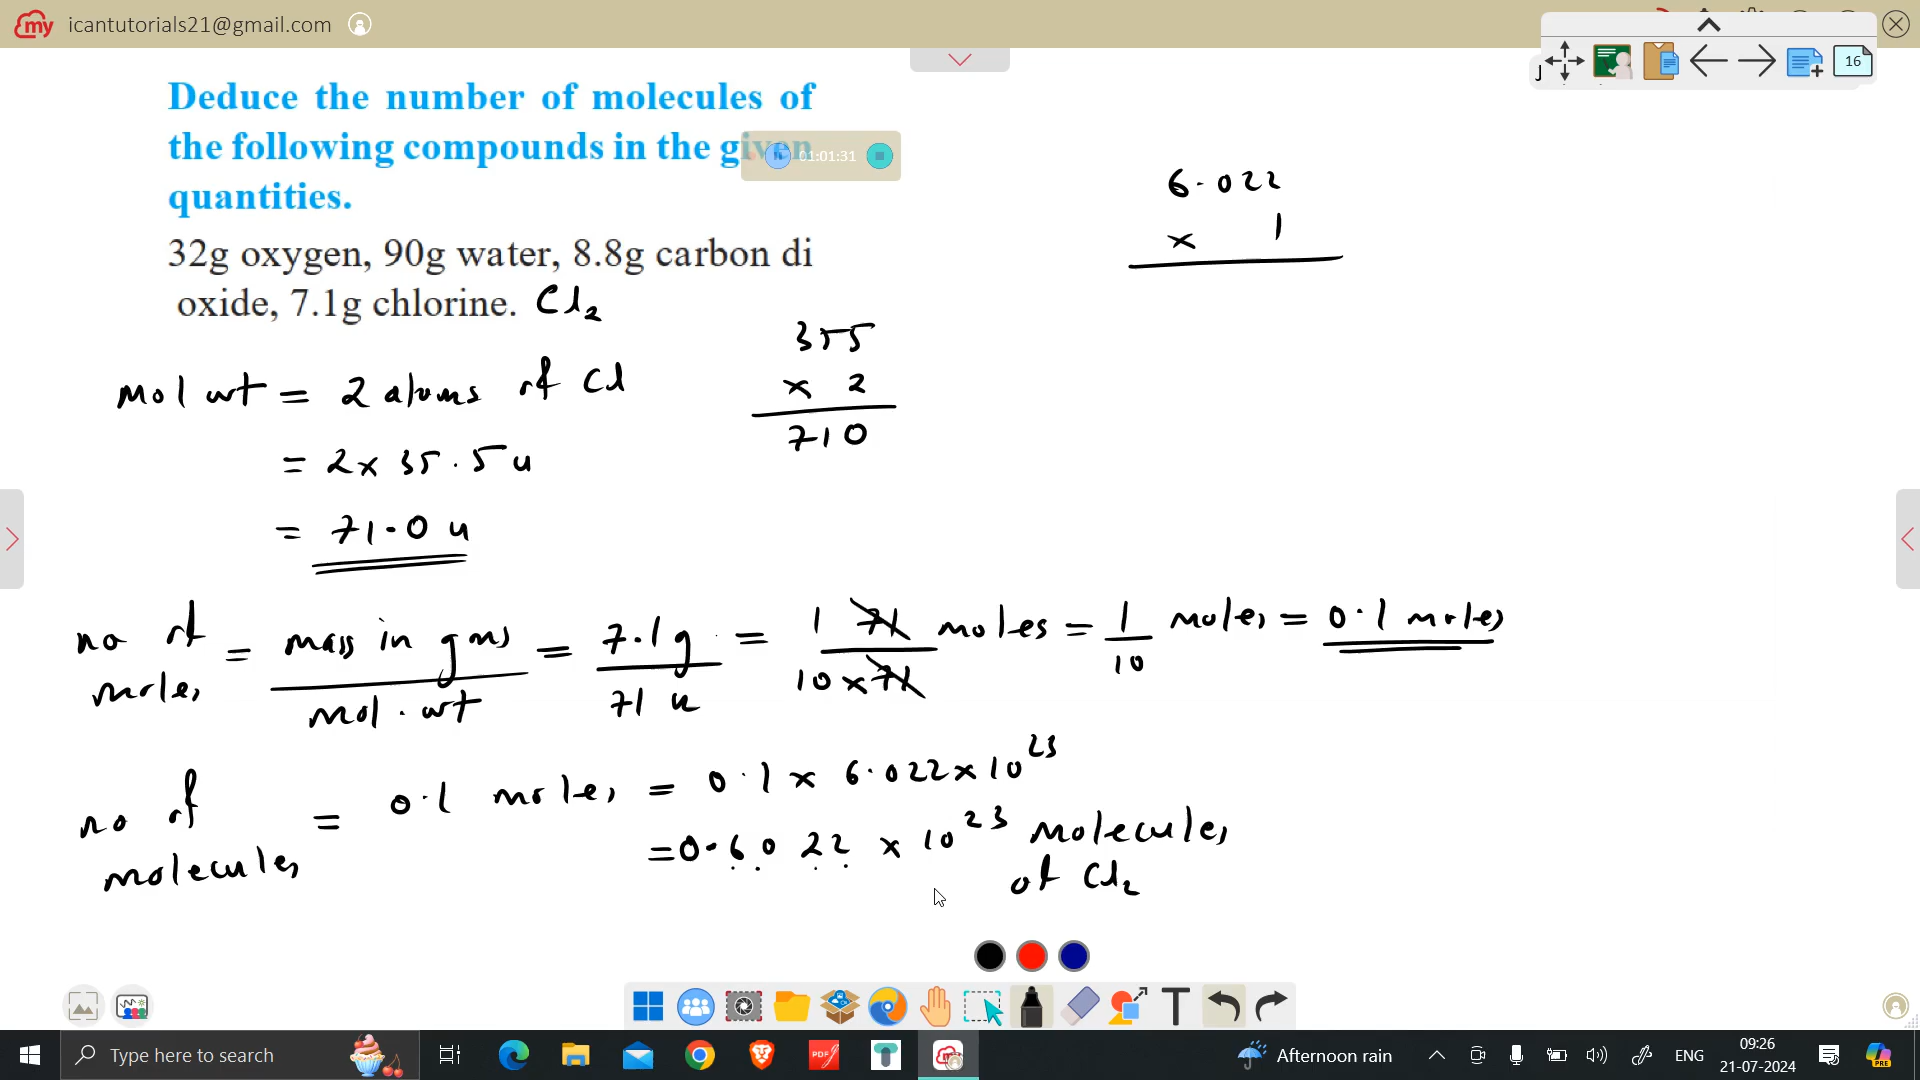 my icantutorials21@gmail.com
16
Deduce the number of molecules of
the following compounds in the given
quantities.
01:01:31
32g oxygen, 90g water, 8.8g carbon di
oxide, 7.1g chlorine. Cl₂
6.022
× 1
355
× 2
710
Mol wt = 2 atoms of Cl
= 2 × 35.5 u
= 71.0 u
no of moles = mass in gms / mol. wt = 7.1 g / 71 u = 1 71 / 10 × 71 moles = 1 / 10 moles = 0.1 moles
no of molecules = 0.1 moles = 0.1 × 6.022 × 10²³
= 0.6022 × 10²³ molecules
of Cl₂
T
Type here to search
PDF
T
Afternoon rain
ENG
09:26
21-07-2024
PRE